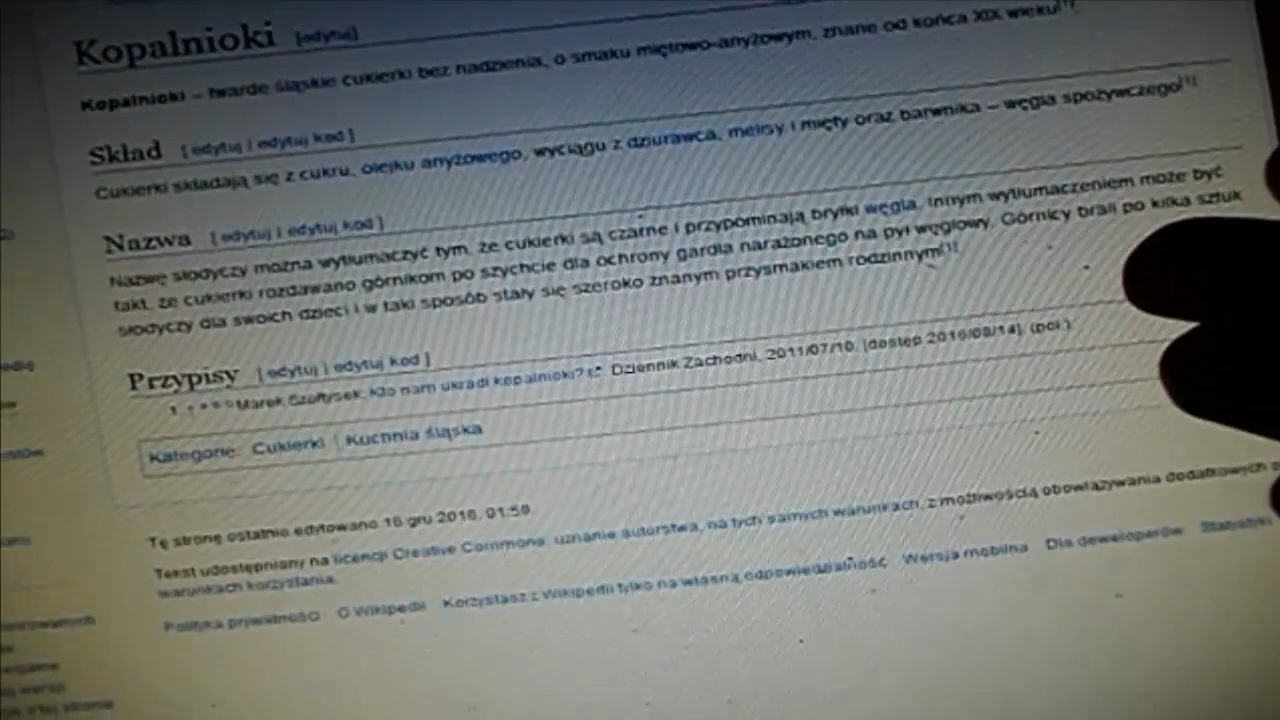 Kopalnioki [edytuj]
Kopalnioki – twarde śląskie cukierki bez nadzienia, o smaku miętowo-anyżowym, znane od końca XIX wieku[1].
Skład [ edytuj | edytuj kod ]
Cukierki składają się z cukru, olejku anyżowego, wyciągu z dziurawca, melisy i mięty oraz barwnika – węgla spożywczego[1]
Nazwa [ edytuj | edytuj kod ]
Nazwę słodyczy można wytłumaczyć tym, że cukierki są czarne i przypominają bryłki węgla. Innym wytłumaczeniem może być
fakt, że cukierki rozdawano górnikom po szychcie dla ochrony gardła narażonego na pył węglowy. Górnicy brali po kilka sztuk
słodyczy dla swoich dzieci i w taki sposób stały się szeroko znanym przysmakiem rodzinnym[1]
Przypisy [ edytuj | edytuj kod ]
1. Marek Szołtysek: Kto nam ukradł kopalnioki? Dziennik Zachodni, 2011/07/10. [dostęp 2016/08/14]. (pol.).
Kategorie: Cukierki | Kuchnia śląska
Tę stronę ostatnio edytowano 16 gru 2016, 01:59.
Tekst udostępniany na licencji Creative Commons: uznanie autorstwa, na tych samych warunkach, z możliwością obowiązywania dodatkowych
warunkach korzystania.
Polityka prywatności O Wikipedii Korzystasz z Wikipedii tylko na własną odpowiedzialność Wersja mobilna Dla deweloperów Statystyki